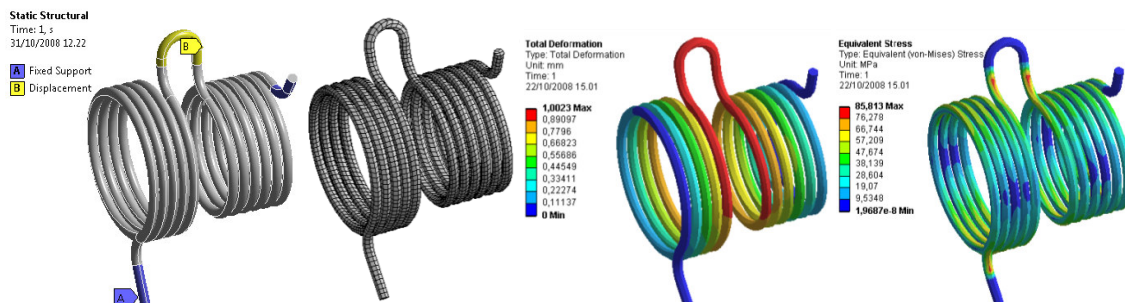 Static Structural
Time: 1, s
31/10/2008 12.22
A Fixed Support
B Displacement
B
A
Total Deformation
Type: Total Deformation
Unit: mm
Time: 1
22/10/2008 15.01
1,0023 Max
0,89097
0,7796
0,66823
0,55686
0,44549
0,33411
0,22274
0,11137
0 Min
Equivalent Stress
Type: Equivalent (von-Mises) Stress
Unit: MPa
Time: 1
22/10/2008 15.01
85,813 Max
76,278
66,744
57,209
47,674
38,139
28,604
19,07
9,5348
1,9687e-8 Min